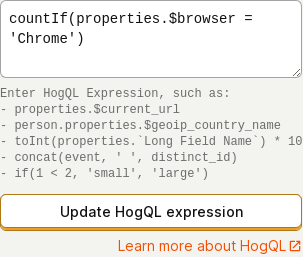 countIf(properties.$browser =
'Chrome')
Enter HogQL Expression, such as:
- properties.$current_url
- person.properties.$geoip_country_name
- toInt(properties.`Long Field Name`) * 10
- concat(event, ' ', distinct_id)
- if(1 < 2, 'small', 'large')
Update HogQL expression
Learn more about HogQL